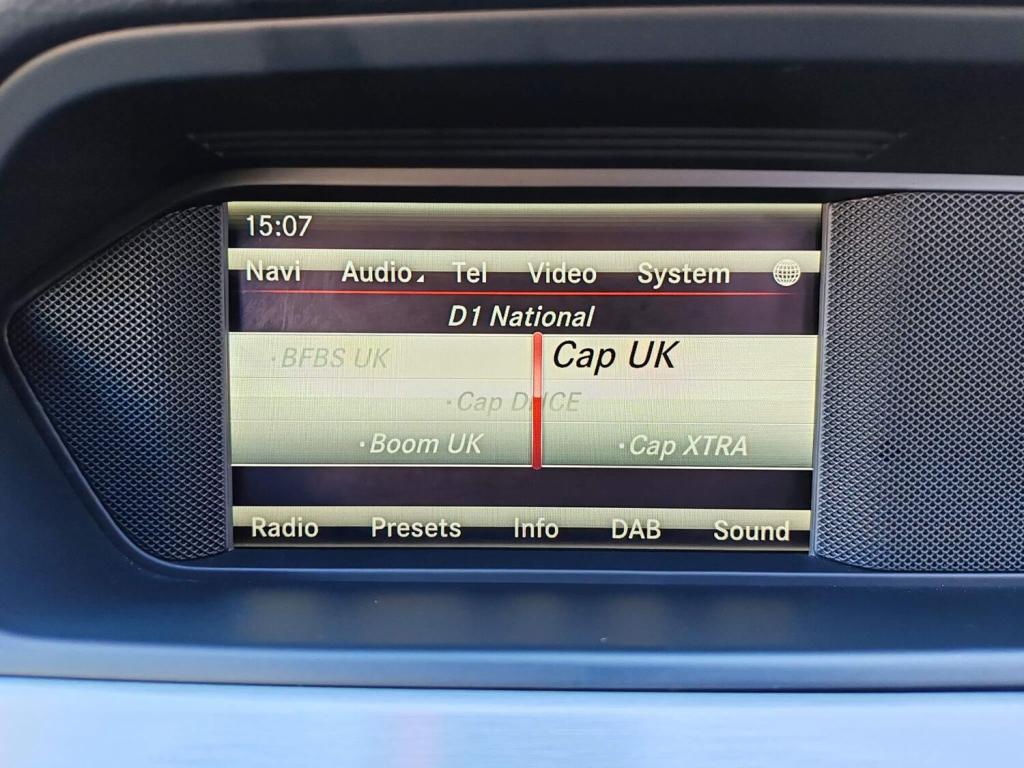 15:07
Navi Audio Tel Video System
D1 National
·BFBS UK Cap UK
·Cap
·Boom UK ·Cap XTRA
Radio Presets Info DAB Sound